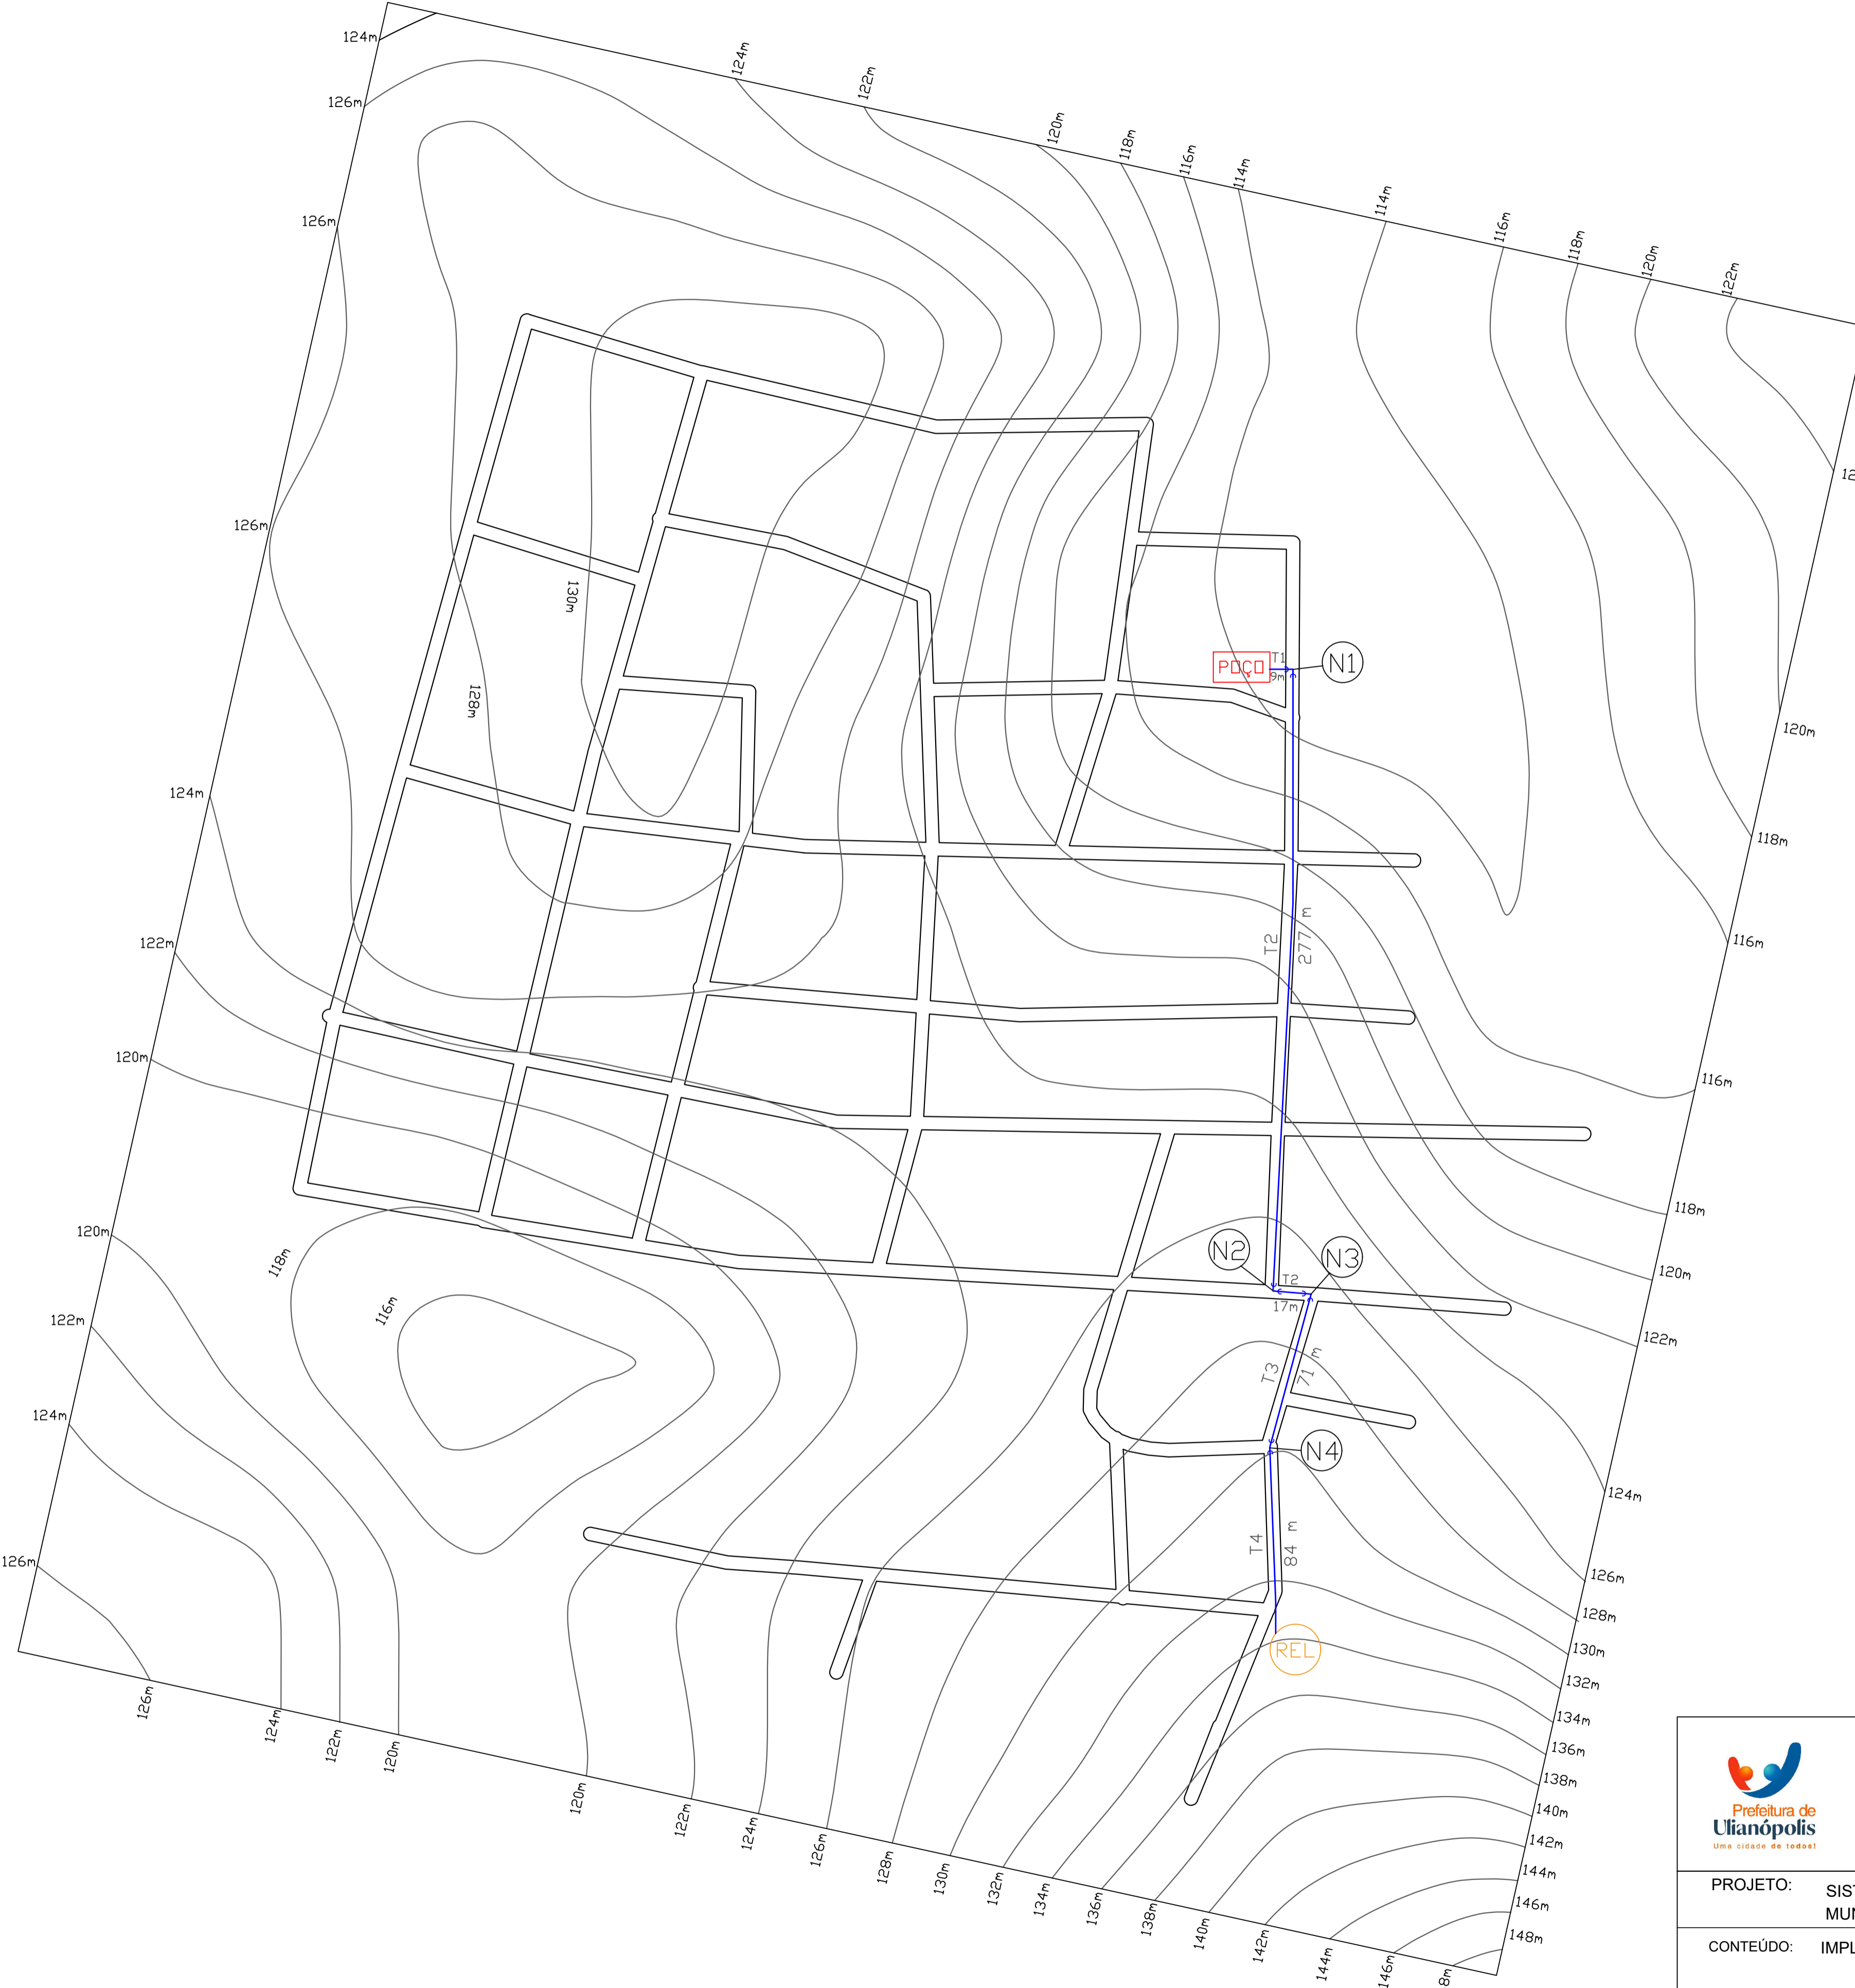 124m
124m
122m
120m
118m
116m
114m
114m
116m
118m
120m
122m
126m
126m
126m
130m
128m
POÇO
T1
9m
N1
120m
118m
116m
116m
118m
120m
122m
124m
124m
122m
120m
120m
122m
124m
126m
T2
277 m
118m
116m
N2
N3
T2
17m
T3
71 m
N4
T4
84 m
REL
126m
128m
130m
132m
134m
136m
138m
140m
142m
144m
146m
148m
126m
124m
122m
120m
120m
122m
124m
126m
128m
130m
132m
134m
136m
138m
140m
142m
144m
146m
8m
Prefeitura de
Ulianópolis
Uma cidade de todos!
PROJETO:
CONTEÚDO: